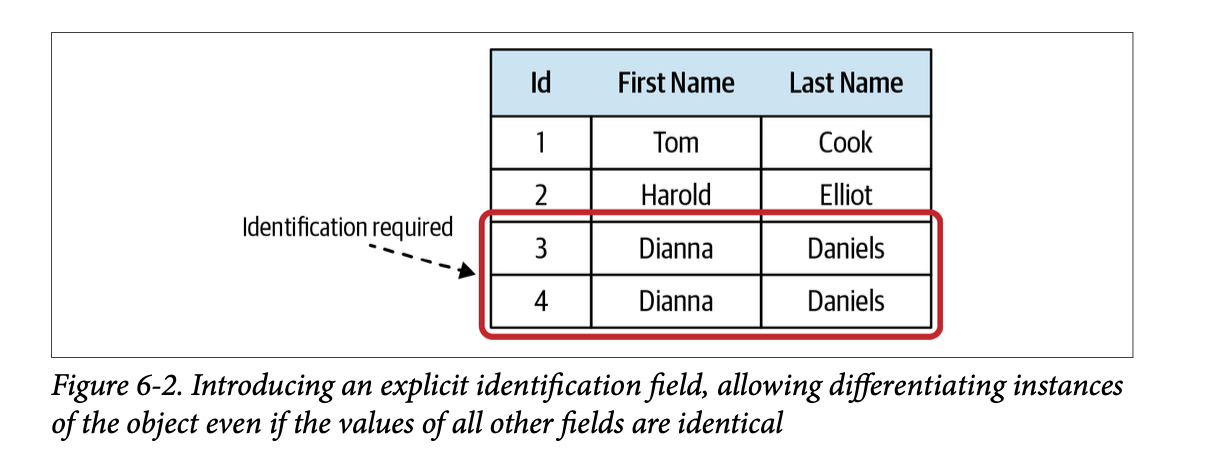 Id First Name Last Name
1 Tom Cook
2 Harold Elliot
Identification required
3 Dianna Daniels
4 Dianna Daniels
Figure 6-2. Introducing an explicit identification field, allowing differentiating instances
of the object even if the values of all other fields are identical